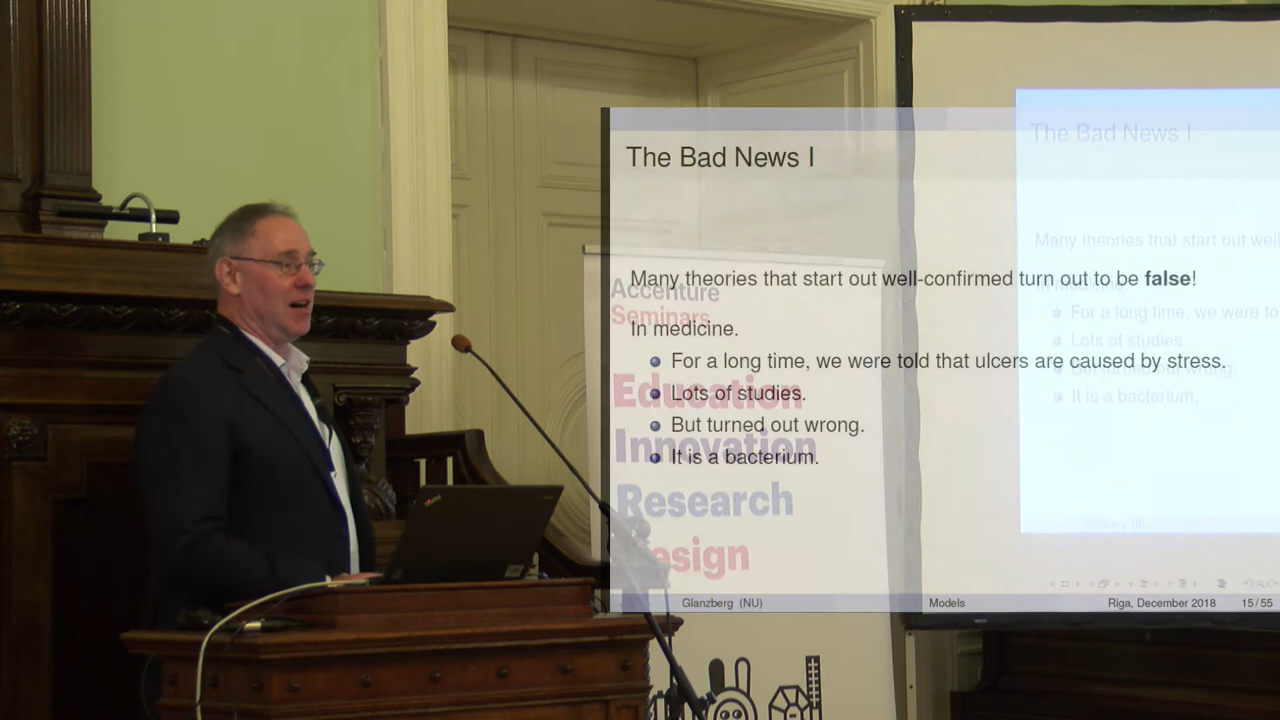 The Bad News I
Many theories that start out well-confirmed turn out to be false!
In medicine.
For a long time, we were told that ulcers are caused by stress.
Lots of studies.
But turned out wrong.
It is a bacterium.
Glanzberg (NU)
Models
Riga, December 2018
15/55
Accenture
Seminars
Education
Innovation
Research
esign
The Bad News I
Many theories that start out well
For a long time, we were to
Lots of studies
It is a bacterium.